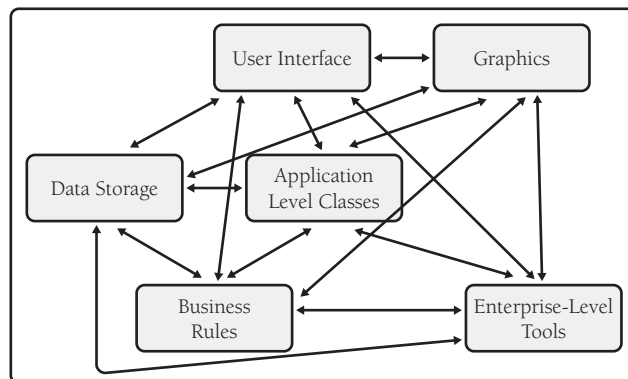 User Interface
Graphics
Data Storage
Application
Level Classes
Business
Rules
Enterprise-Level
Tools